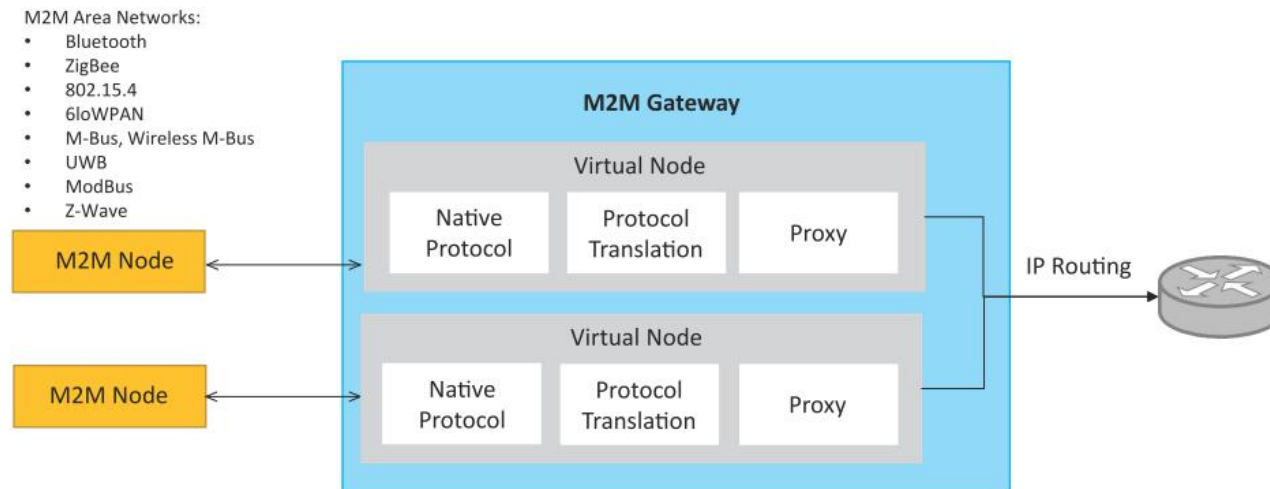 M2M Area Networks:
• Bluetooth
• ZigBee
• 802.15.4
• 6loWPAN
• M-Bus, Wireless M-Bus
• UWB
• ModBus
• Z-Wave
M2M Node
M2M Node
M2M Gateway
Virtual Node
Native
Protocol
Protocol
Translation
Proxy
Virtual Node
Native
Protocol
Protocol
Translation
Proxy
IP Routing